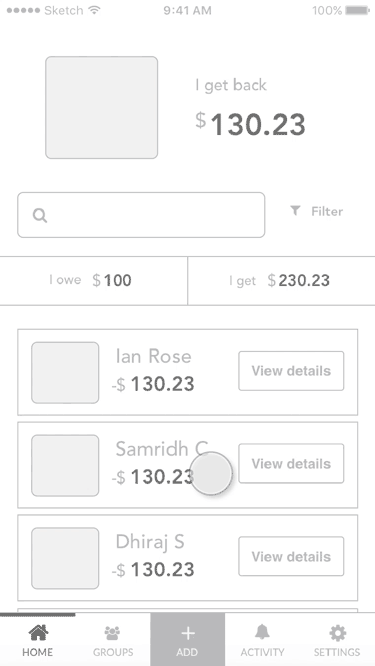 Sketch 9:41 AM 100%
I get back
$ 130.23
Filter
I owe $ 100 I get $ 230.23
Ian Rose
-$ 130.23
View details
Samridh C
-$ 130.23
View details
Dhiraj S
-$ 130.23
View details
HOME GROUPS ADD ACTIVITY SETTINGS